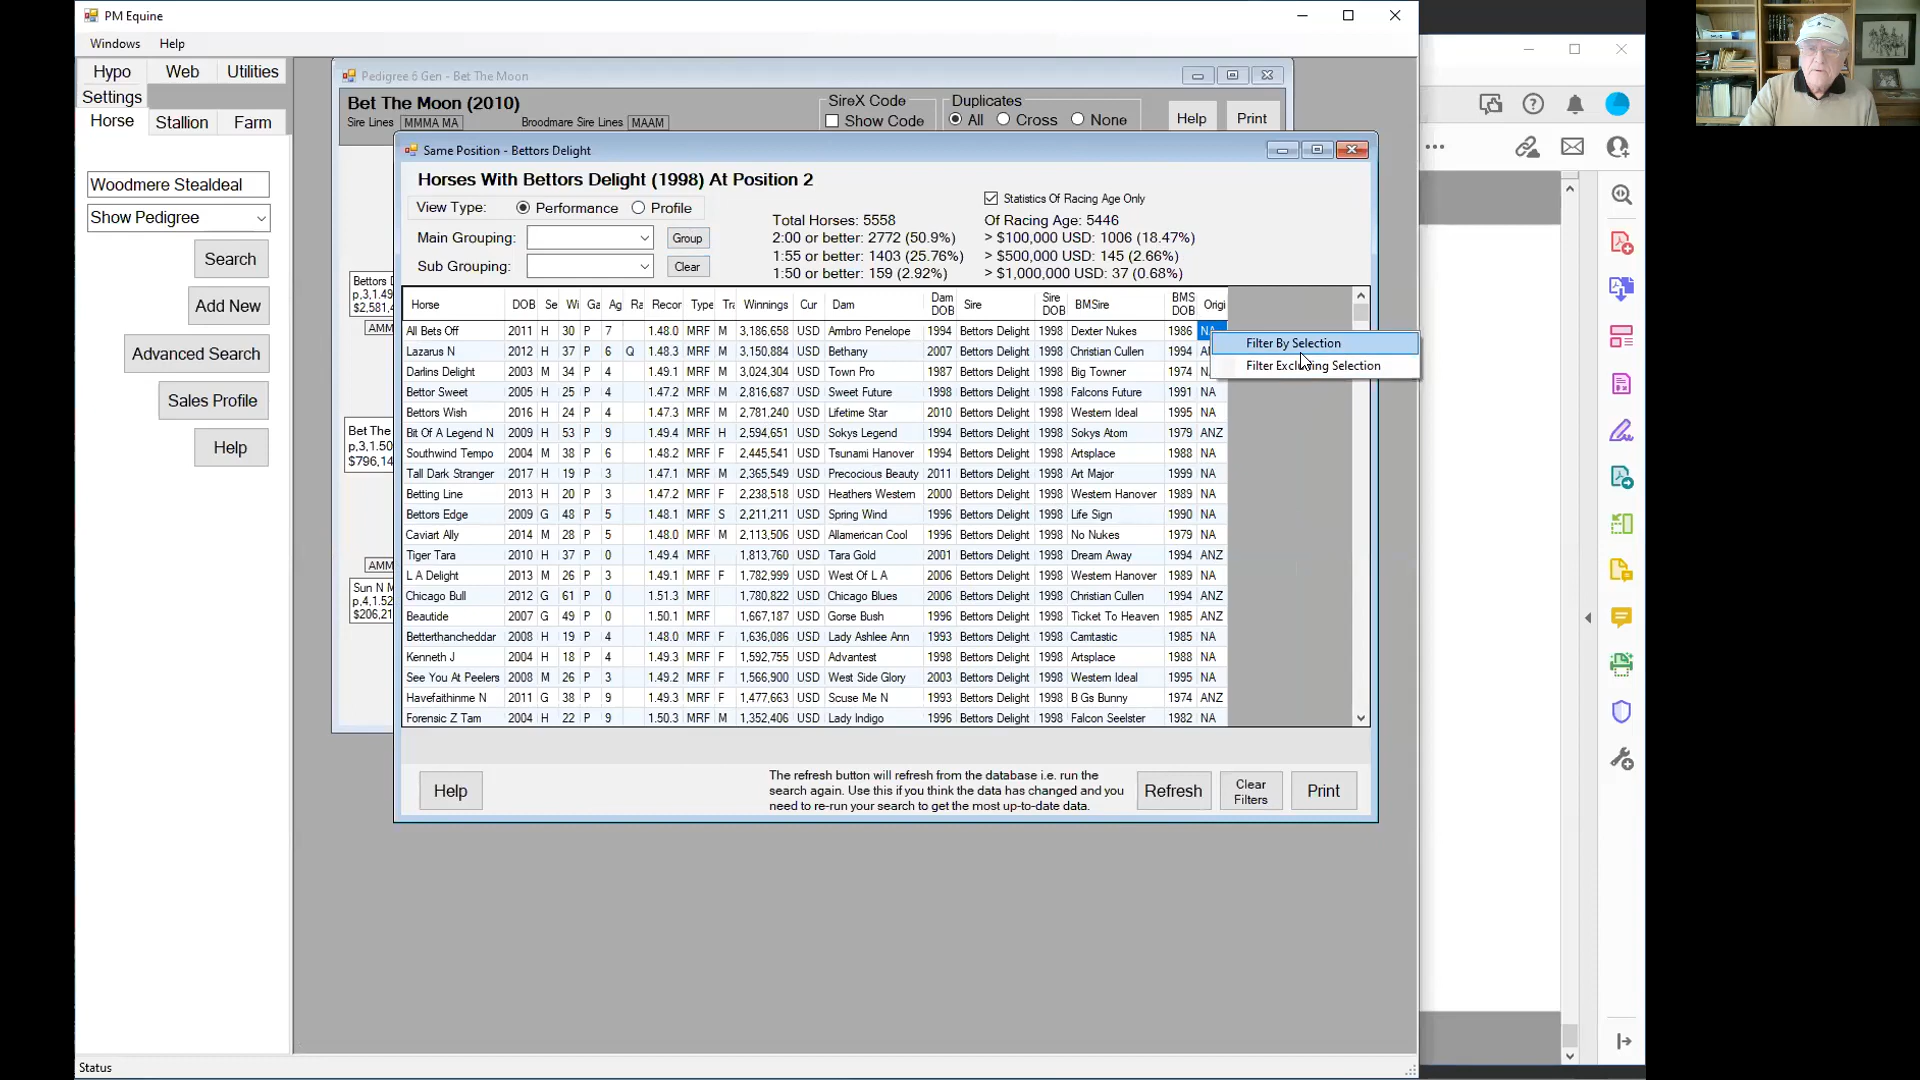 PM Equine
Windows Help
Hypo Web Utilities
Settings
Horse Stallion Farm
Woodmere Stealdeal
Show Pedigree
Search
Add New
Advanced Search
Sales Profile
Help
Pedigree 6 Gen - Bet The Moon
Bet The Moon (2010)
Sire Lines MMMA MA Broodmare Sire Lines MAAM
SireX Code
Show Code
Duplicates
All Cross None
Help Print
Bettors D
p,3,1.49
$2,581,4
AMM
Bet The
p,3,1.50
$796,14
AMM
Sun N M
p,4,1.52
$206,21
Same Position - Bettors Delight
Horses With Bettors Delight (1998) At Position 2
View Type: Performance Profile
Main Grouping: Group
Sub Grouping: Clear
Total Horses: 5558
2:00 or better: 2772 (50.9%)
1:55 or better: 1403 (25.76%)
1:50 or better: 159 (2.92%)
Statistics Of Racing Age Only
Of Racing Age: 5446
> $100,000 USD: 1006 (18.47%)
> $500,000 USD: 145 (2.66%)
> $1,000,000 USD: 37 (0.68%)
Horse DOB Se Wi Ga Ag Ra Recor Type Tra Winnings Cur Dam Dam DOB Sire Sire DOB BMSire BMS DOB Origi
All Bets Off 2011 H 30 P 7 1.48.0 MRF M 3,186,658 USD Ambro Penelope 1994 Bettors Delight 1998 Dexter Nukes 1986 NA
Lazarus N 2012 H 37 P 6 Q 1.48.3 MRF M 3,150,884 USD Bethany 2007 Bettors Delight 1998 Christian Cullen 1994
Darlins Delight 2003 M 34 P 4 1.49.1 MRF M 3,024,304 USD Town Pro 1987 Bettors Delight 1998 Big Towner 1974 NA
Bettor Sweet 2005 H 25 P 4 1.47.2 MRF M 2,816,687 USD Sweet Future 1998 Bettors Delight 1998 Falcons Future 1991 NA
Bettors Wish 2016 H 24 P 4 1.47.3 MRF M 2,781,240 USD Lifetime Star 2010 Bettors Delight 1998 Western Ideal 1995 NA
Bit Of A Legend N 2009 H 53 P 9 1.49.4 MRF H 2,594,651 USD Sokys Legend 1994 Bettors Delight 1998 Sokys Atom 1979 ANZ
Southwind Tempo 2004 M 38 P 6 1.48.2 MRF F 2,445,541 USD Tsunami Hanover 1994 Bettors Delight 1998 Artsplace 1988 NA
Tall Dark Stranger 2017 H 19 P 3 1.47.1 MRF M 2,365,549 USD Precocious Beauty 2011 Bettors Delight 1998 Art Major 1999 NA
Betting Line 2013 H 20 P 3 1.47.2 MRF F 2,238,518 USD Heathers Western 2000 Bettors Delight 1998 Western Hanover 1989 NA
Bettors Edge 2009 G 48 P 5 1.48.1 MRF S 2,211,211 USD Spring Wind 1996 Bettors Delight 1998 Life Sign 1990 NA
Caviart Ally 2014 M 28 P 5 1.48.0 MRF M 2,113,506 USD Allamerican Cool 1996 Bettors Delight 1998 No Nukes 1979 NA
Tiger Tara 2010 H 37 P 0 1.49.4 MRF 1,813,760 USD Tara Gold 2001 Bettors Delight 1998 Dream Away 1994 ANZ
L A Delight 2013 M 26 P 3 1.49.1 MRF F 1,782,999 USD West Of L A 2006 Bettors Delight 1998 Western Hanover 1989 NA
Chicago Bull 2012 G 61 P 0 1.51.3 MRF 1,780,822 USD Chicago Blues 2006 Bettors Delight 1998 Christian Cullen 1994 ANZ
Beautide 2007 G 49 P 0 1.50.1 MRF 1,667,187 USD Gorse Bush 1996 Bettors Delight 1998 Ticket To Heaven 1985 ANZ
Betterthancheddar 2008 H 19 P 4 1.48.0 MRF F 1,636,086 USD Lady Ashlee Ann 1993 Bettors Delight 1998 Camtastic 1985 NA
Kenneth J 2004 H 18 P 4 1.49.3 MRF F 1,592,755 USD Advantest 1998 Bettors Delight 1998 Artsplace 1988 NA
See You At Peelers 2008 M 26 P 3 1.49.2 MRF F 1,566,900 USD West Side Glory 2003 Bettors Delight 1998 Western Ideal 1995 NA
Havefaithinme N 2011 G 38 P 9 1.49.3 MRF F 1,477,663 USD Scuse Me N 1993 Bettors Delight 1998 B Gs Bunny 1974 ANZ
Forensic Z Tam 2004 H 22 P 9 1.50.3 MRF M 1,352,406 USD Lady Indigo 1996 Bettors Delight 1998 Falcon Seelster 1982 NA
Filter By Selection
Filter Excluding Selection
Help
The refresh button will refresh from the database i.e. run the
search again. Use this if you think the data has changed and you
need to re-run your search to get the most up-to-date data.
Refresh
Clear
Filters
Print
Status